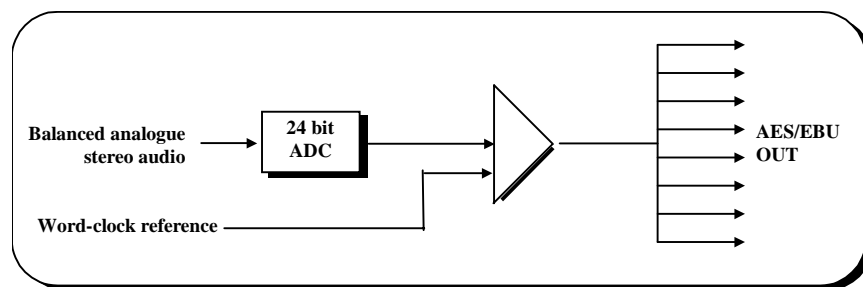 Balanced analogue
stereo audio
24 bit
ADC
AES/EBU
OUT
Word-clock reference